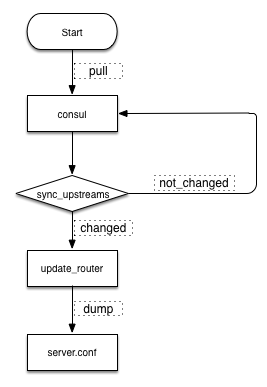 Start
pull
consul
sync_upstreams
not_changed
changed
update_router
dump
server.conf